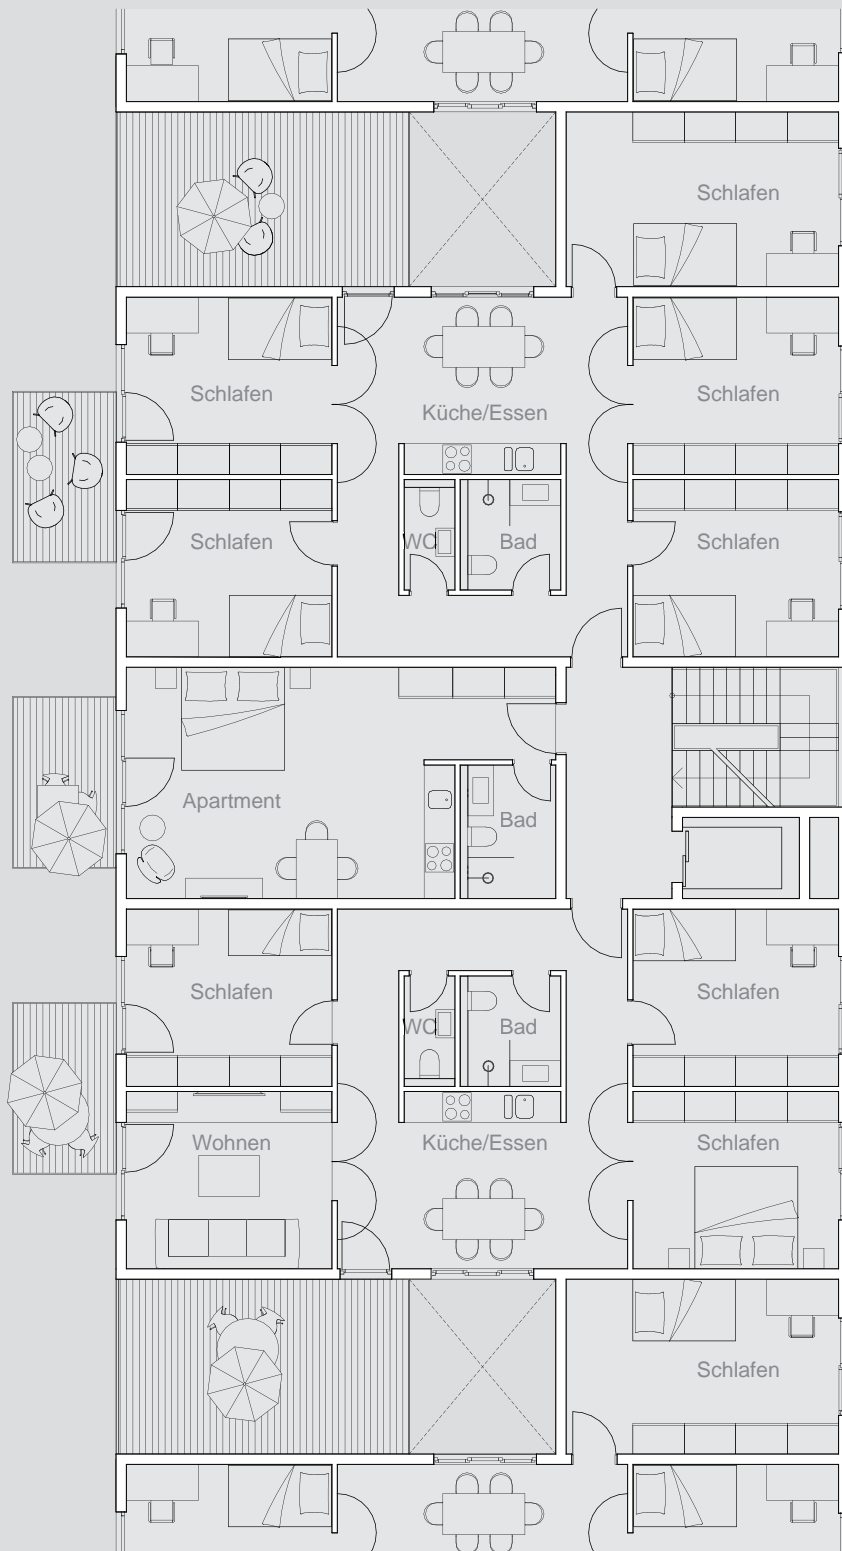 Schlafen
Schlafen
Küche/Essen
Schlafen
Schlafen
WC
Bad
Schlafen
Apartment
Bad
Schlafen
WC
Bad
Schlafen
Wohnen
Küche/Essen
Schlafen
Schlafen